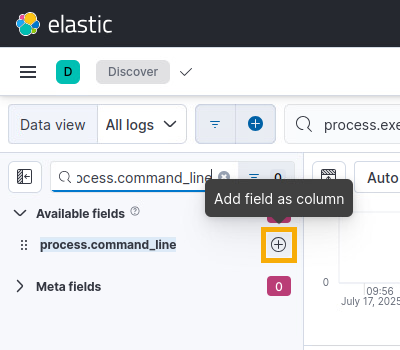 elastic
D
Discover
Data view
All logs
process.exe
ocess.command_line
0
Auto
Add field as column
Available fields
process.command_line
Meta fields
0
0
09:56
July 17, 2025